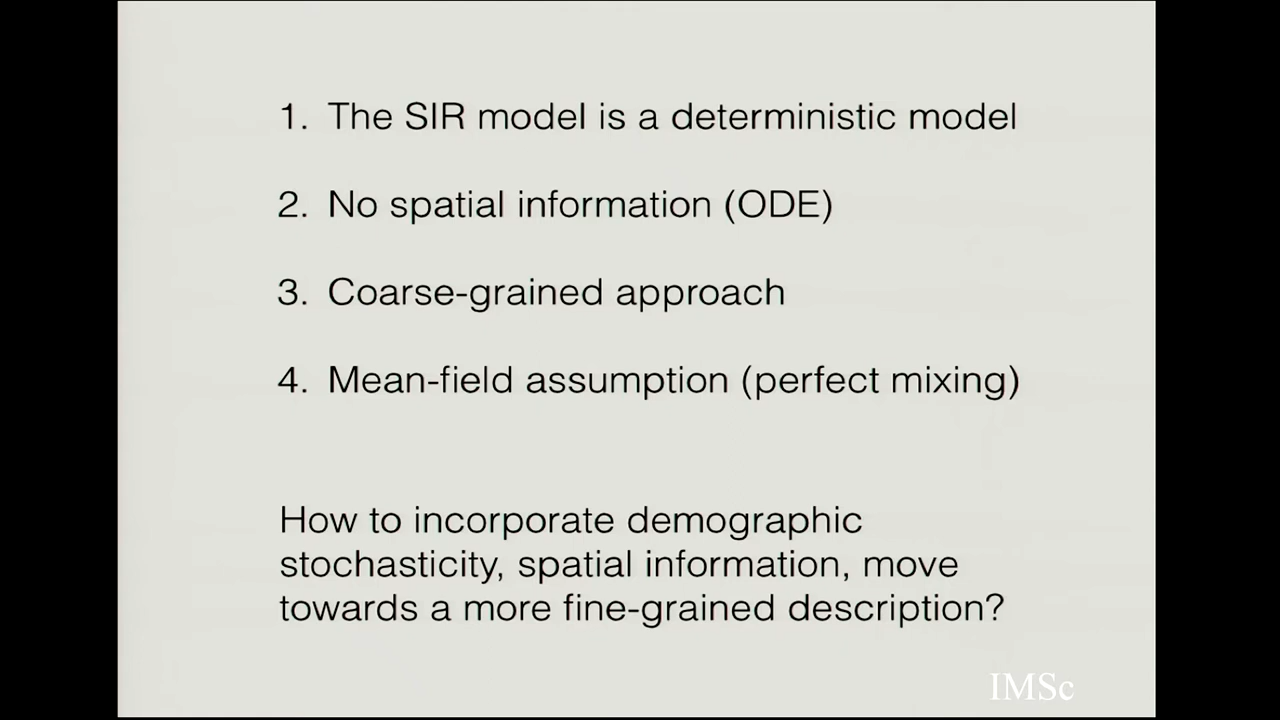 1. The SIR model is a deterministic model
2. No spatial information (ODE)
3. Coarse-grained approach
4. Mean-field assumption (perfect mixing)
How to incorporate demographic
stochasticity, spatial information, move
towards a more fine-grained description?
IMSc